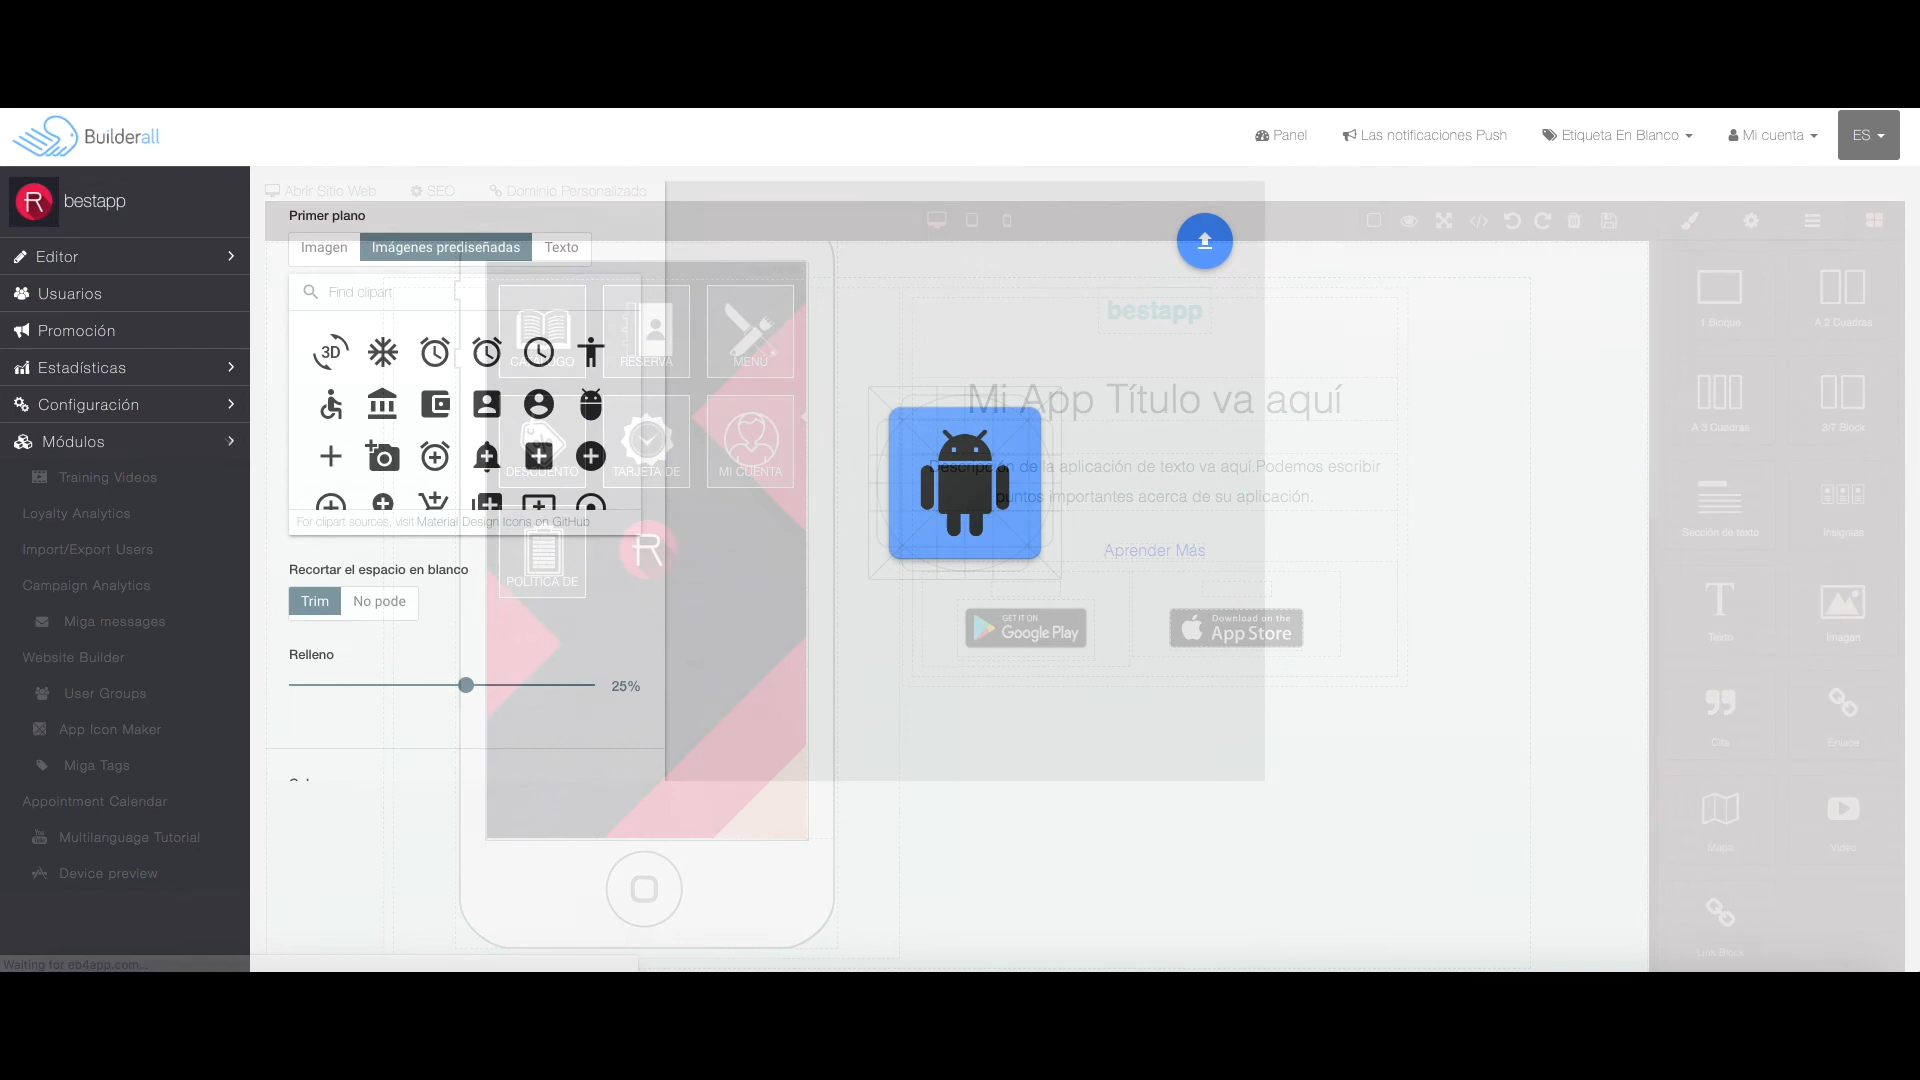 Builderall
Panel
Las notificaciones Push
Etiqueta En Blanco
Mi cuenta
ES
R
bestapp
Abrir Sitio Web
SEO
Dominio Personalizado
Editor
Usuarios
Promoción
Estadísticas
Configuración
Módulos
Training Videos
Loyalty Analytics
Import/Export Users
Campaign Analytics
Miga messages
Website Builder
User Groups
App Icon Maker
Miga Tags
Appointment Calendar
Multilanguage Tutorial
Device preview
Waiting for eb4app.com...
Primer plano
Imagen
Imágenes prediseñadas
Texto
Find clipart
3D
For clipart sources, visit Material Design Icons on GitHub
Recortar el espacio en blanco
Trim
No pode
Relleno
25%
CATÁLOGO
RESERVA
MENÚ
DESCUENTO
TARJETA DE
MI CUENTA
POLÍTICA DE
R
bestapp
Mi App Título va aquí
Descripción de la aplicación de texto va aquí.Podemos escribir
puntos importantes acerca de su aplicación.
Aprender Más
GET IT ON
Google Play
Download on the
App Store
1 Bloque
A 2 Cuadras
A 3 Cuadras
3/7 Block
Sección de texto
Insignias
Texto
Imagen
Cita
Enlace
Mapa
Video
Link Block